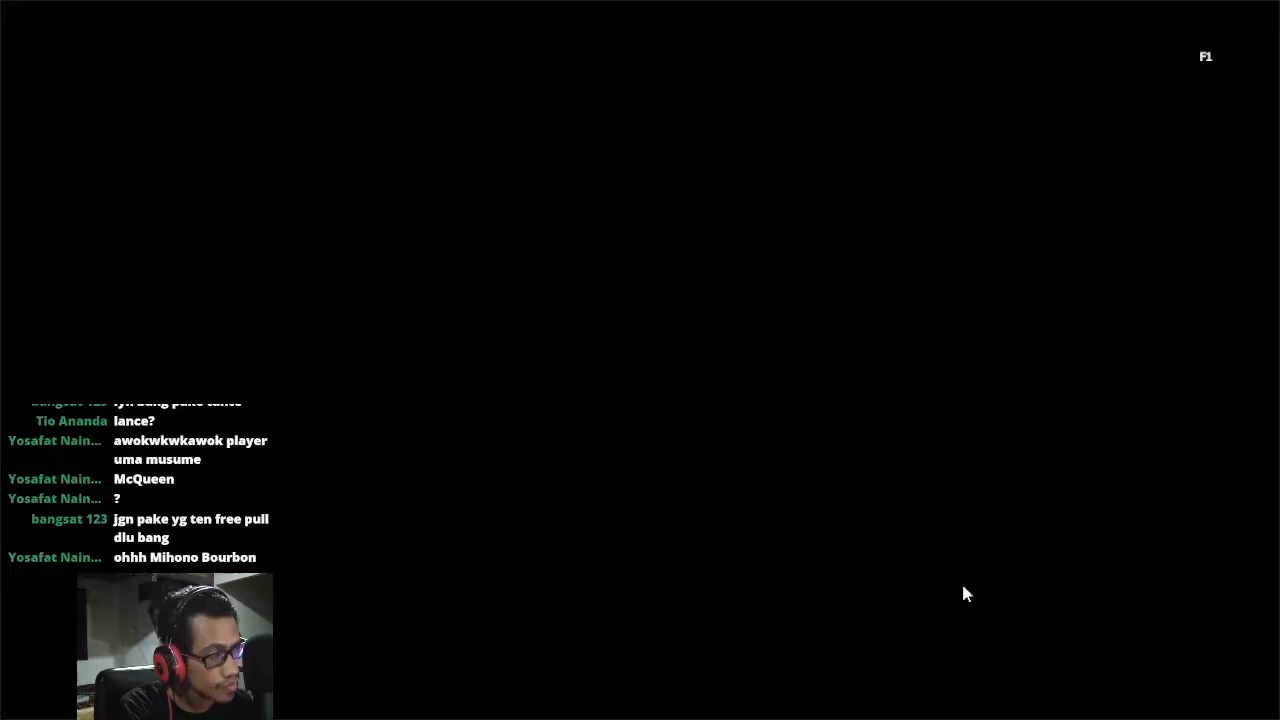 F1
Tio Ananda lance?
Yosafat Nain... awokwkwkawok player
uma musume
Yosafat Nain... McQueen
Yosafat Nain... ?
bangsat 123 jgn pake yg ten free pull
dlu bang
Yosafat Nain... ohhh Mihono Bourbon